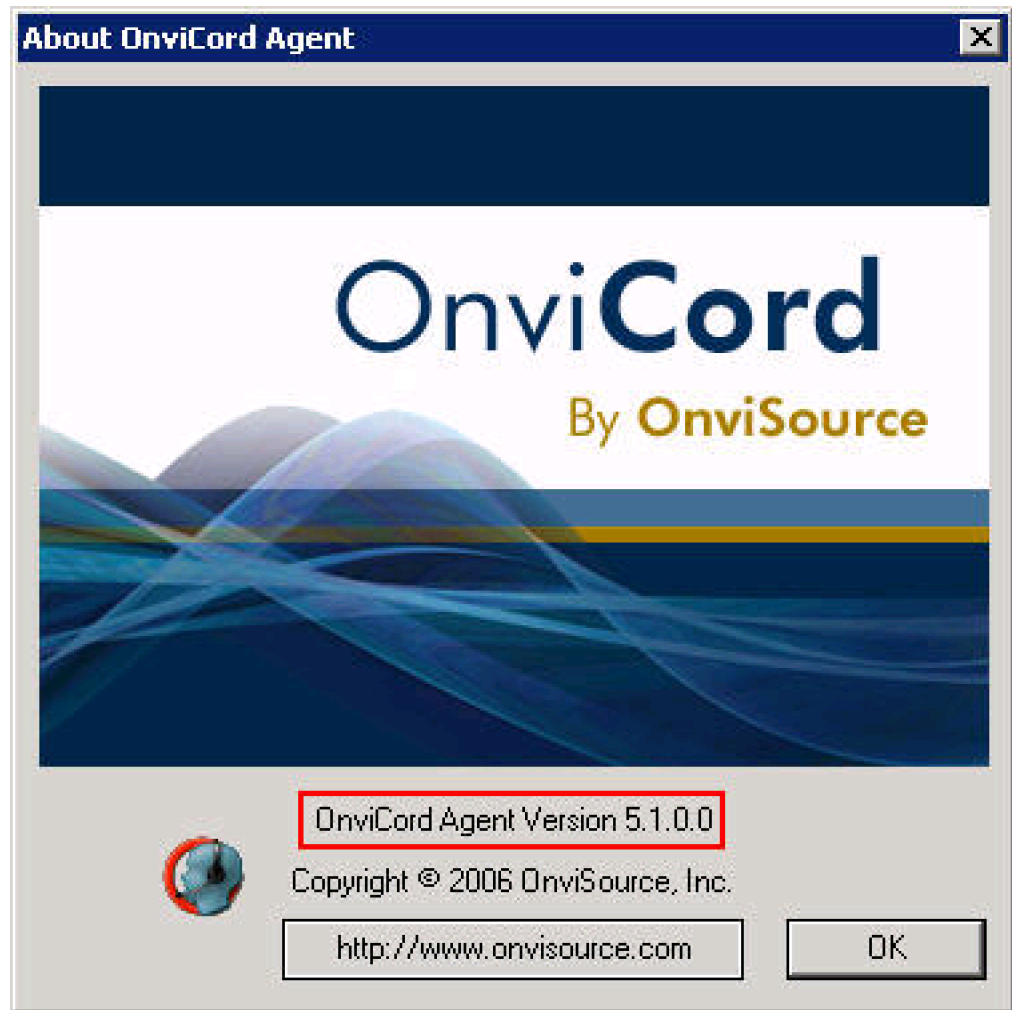 About OnviCord Agent
OnviCord
By OnviSource
OnviCord Agent Version 5.1.0.0
Copyright © 2006 OnviSource, Inc.
http://www.onvisource.com
OK